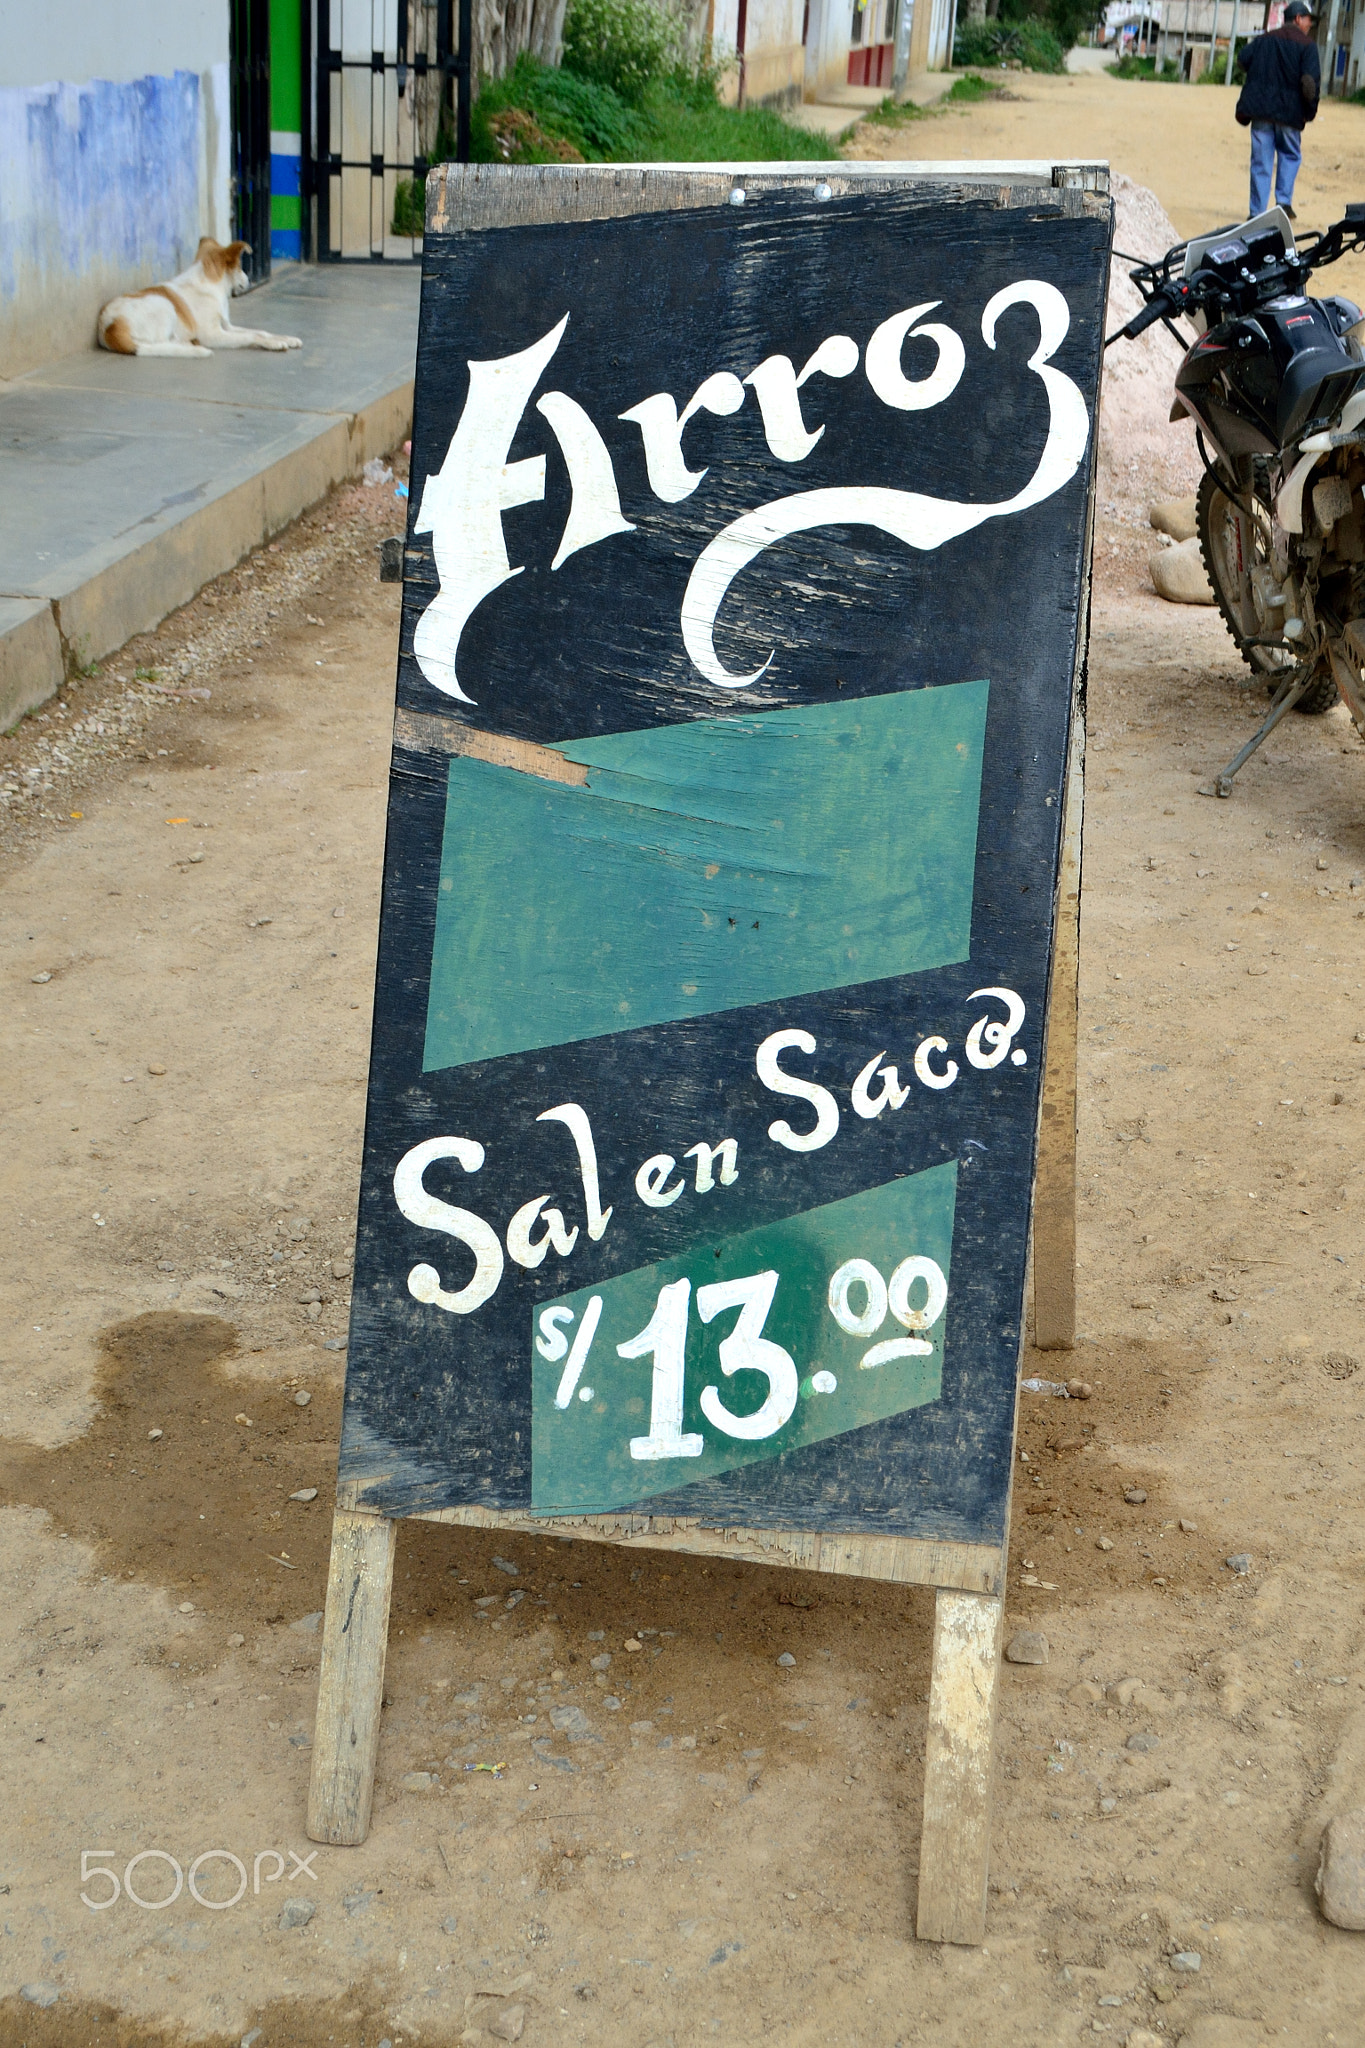 Arroz
Sal en Saco.
S/. 13.00
500px